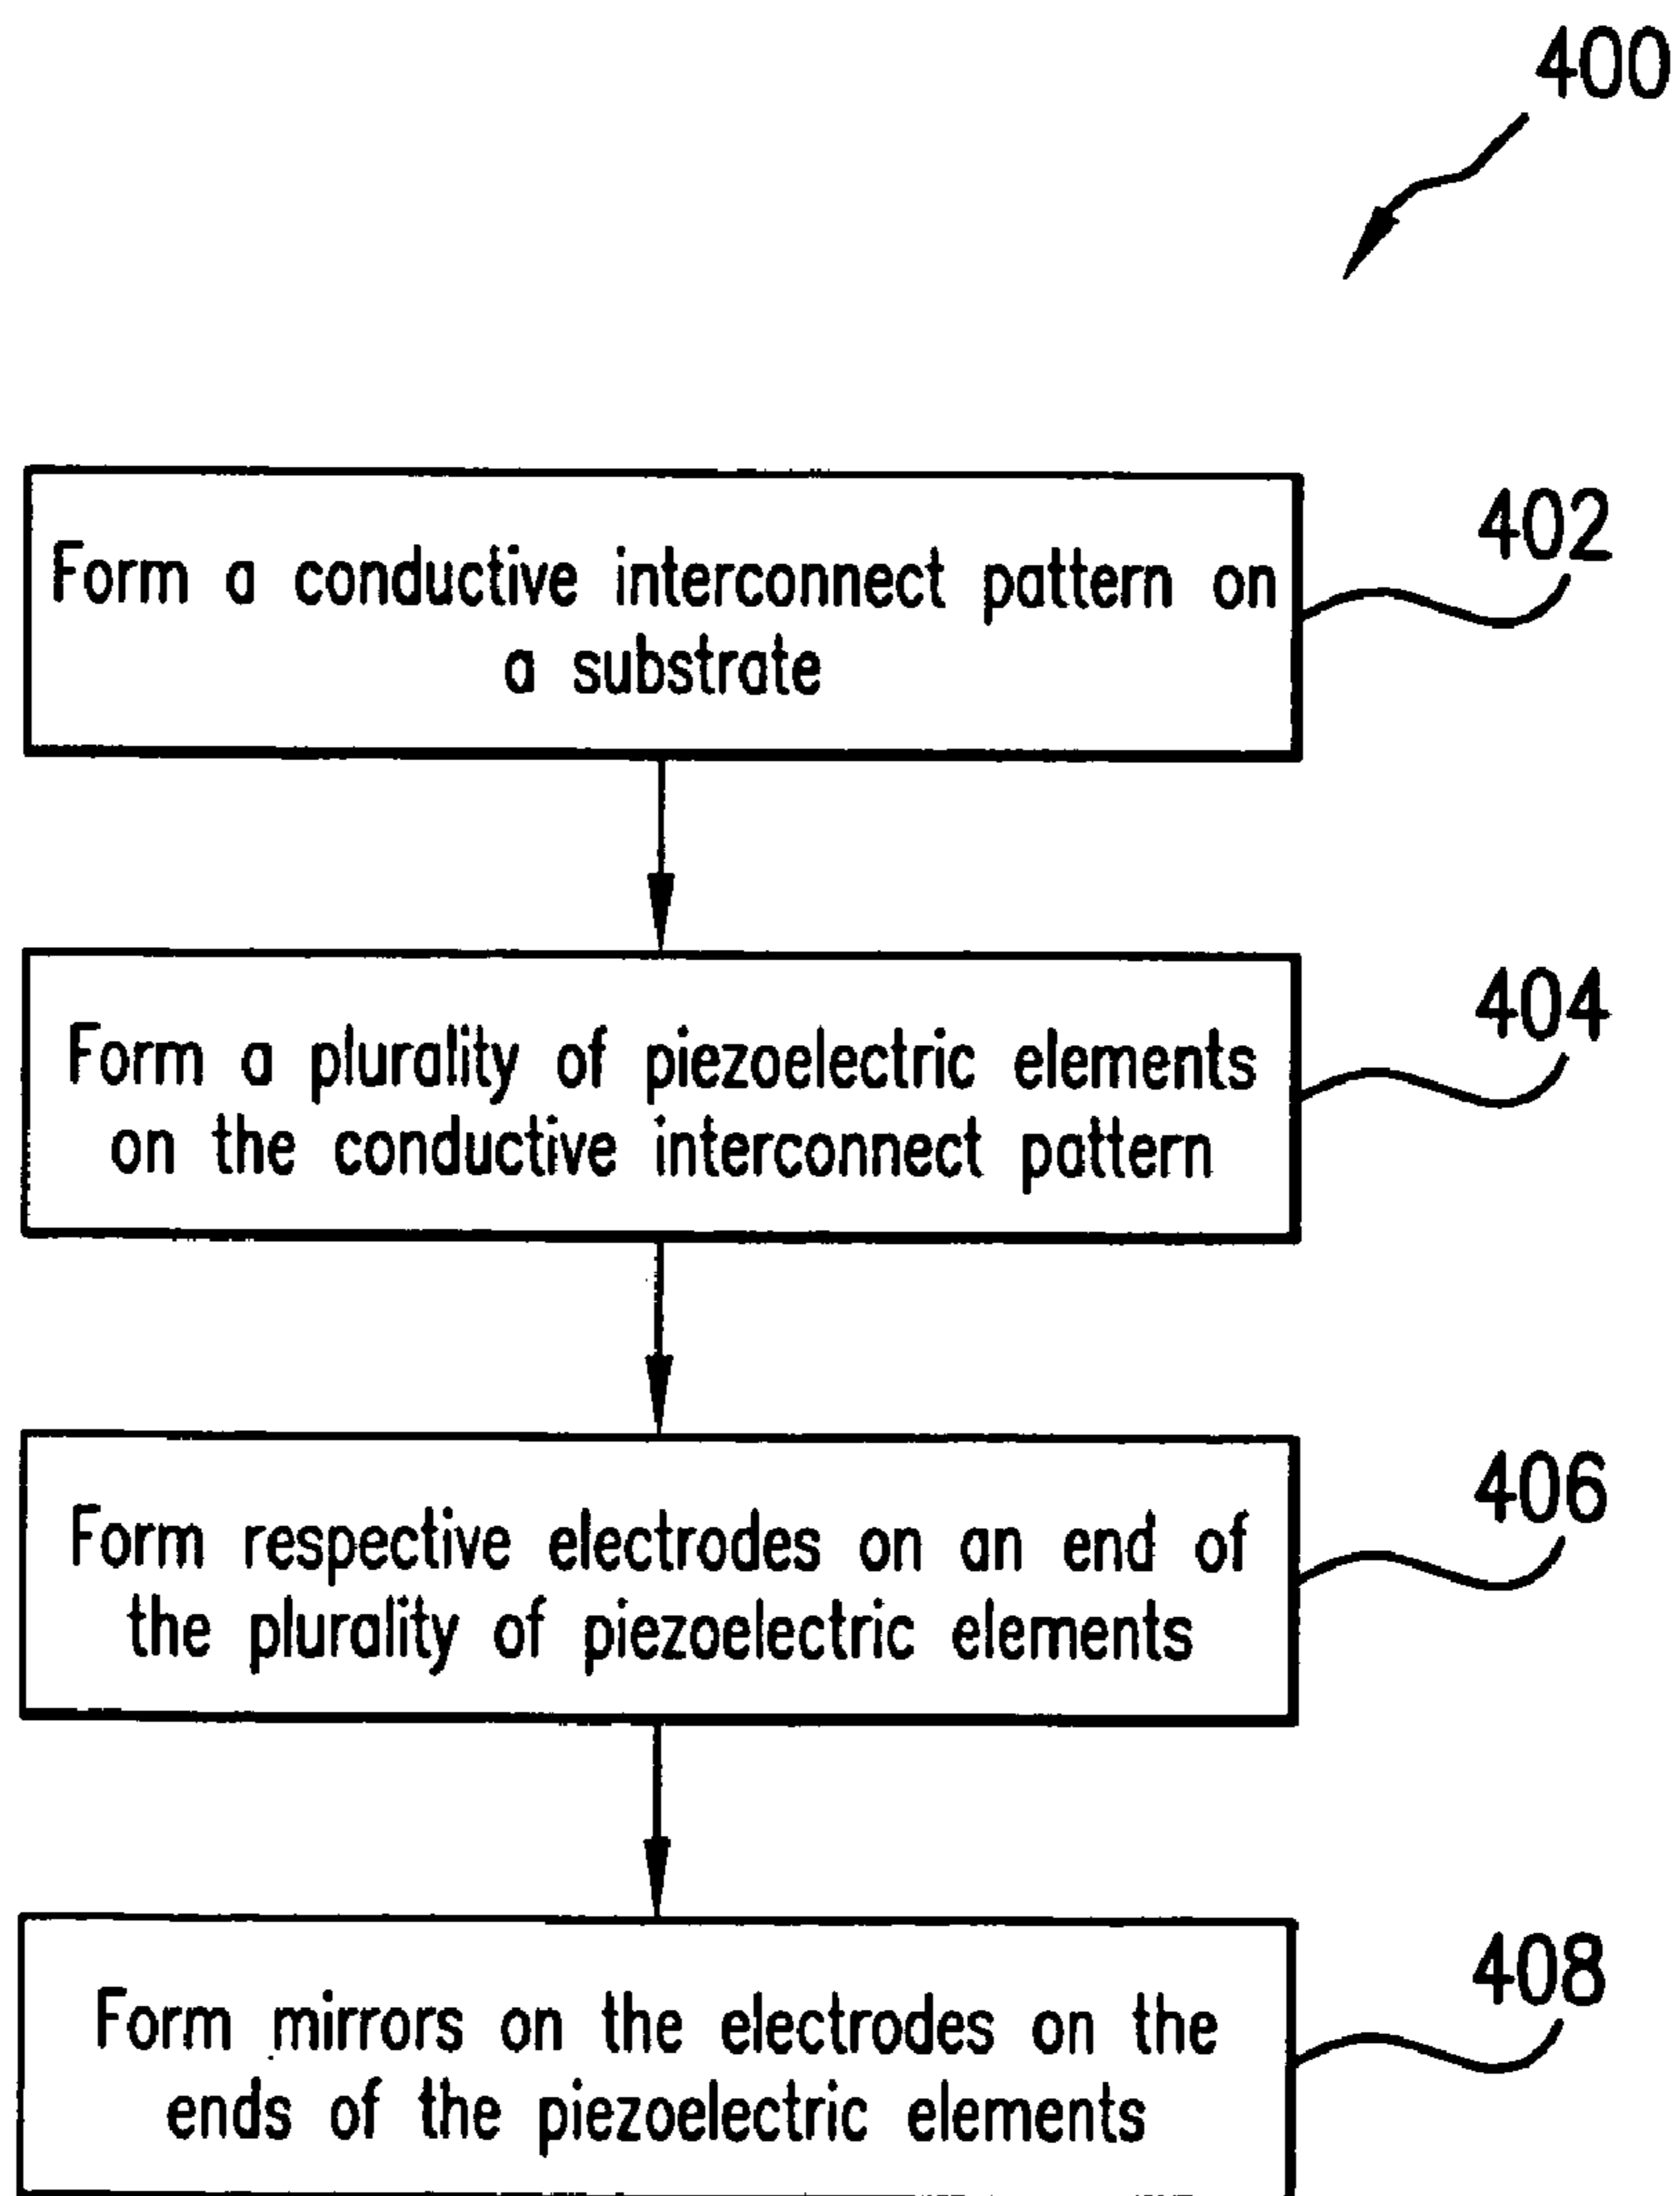 400
Form a conductive interconnect pattern on
a substrate
402
Form a plurality of piezoelectric elements
on the conductive interconnect pattern
404
Form respective electrodes on an end of
the plurality of piezoelectric elements
406
Form mirrors on the electrodes on the
ends of the piezoelectric elements
408